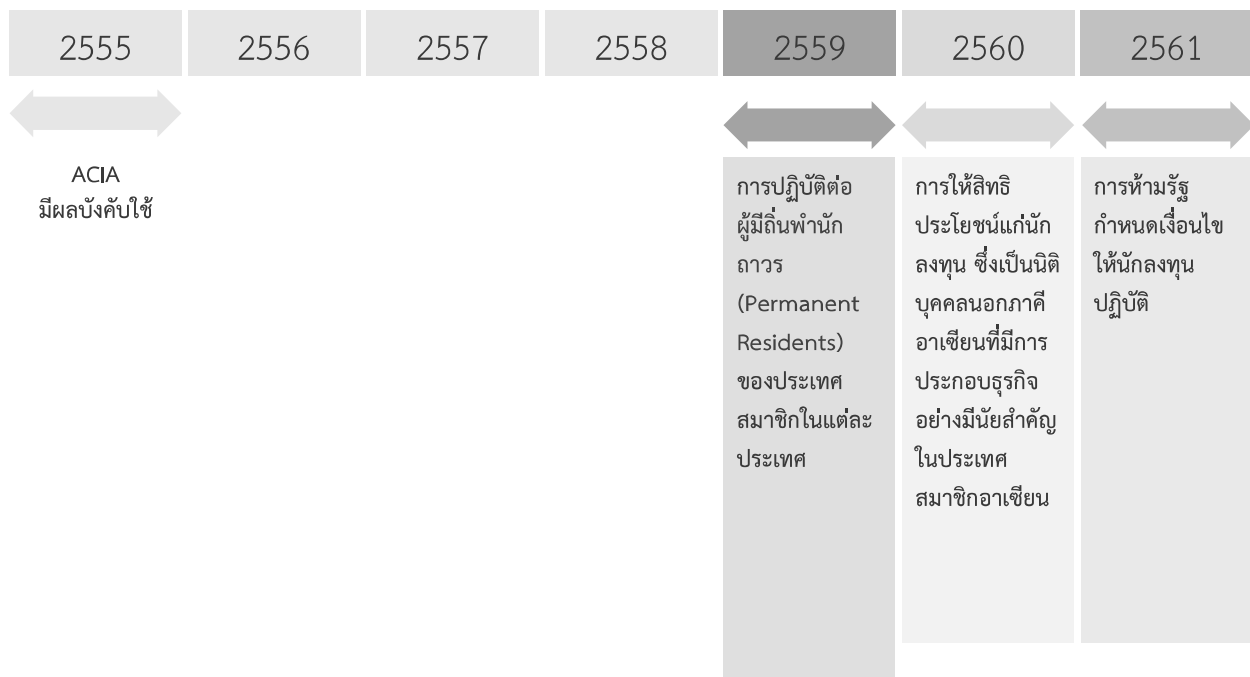 2555 2556 2557 2558 2559 2560 2561
ACIA
มีผลบังคับใช้
การปฏิบัติต่อ
ผู้มีถิ่นพำนัก
ถาวร
(Permanent
Residents)
ของประเทศ
สมาชิกในแต่ละ
ประเทศ
การให้สิทธิ
ประโยชน์แก่นัก
ลงทุน ซึ่งเป็นนิติ
บุคคลนอกภาคี
อาเซียนที่มีการ
ประกอบธุรกิจ
อย่างมีนัยสำคัญ
ในประเทศ
สมาชิกอาเซียน
การห้ามรัฐ
กำหนดเงื่อนไข
ให้นักลงทุน
ปฏิบัติ